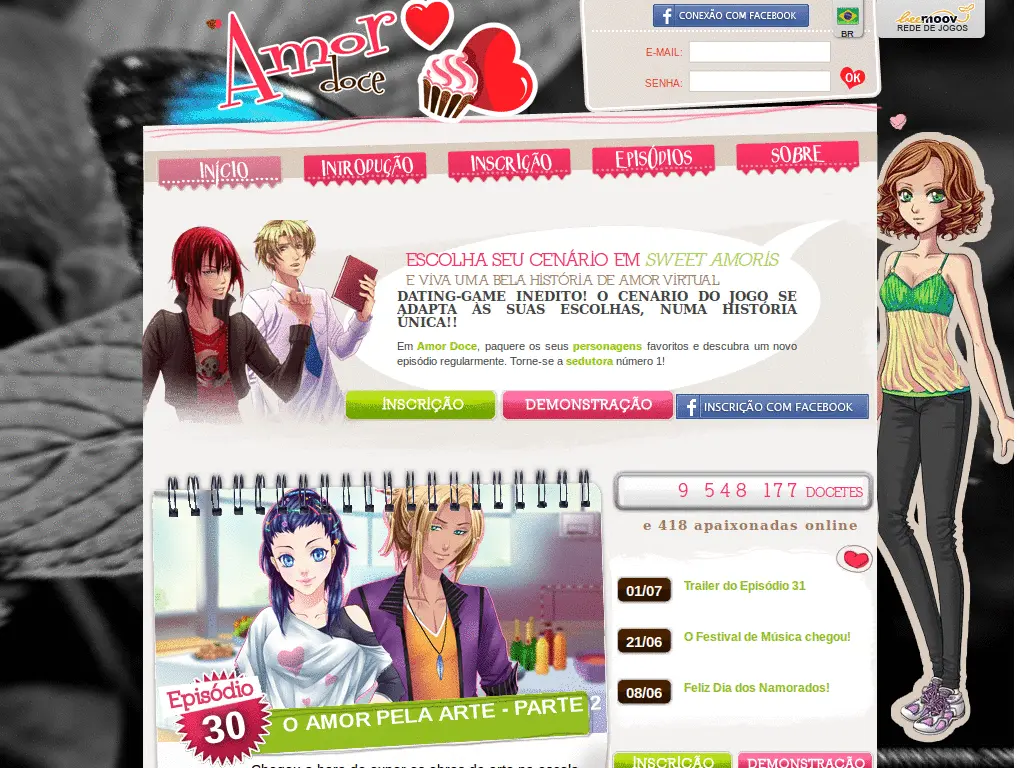 Amor
doce
CONEXÃO COM FACEBOOK
E-MAIL:
SENHA:
OK
BR
beemoov
REDE DE JOGOS
INÍCIO
INTRODUÇÃO
INSCRIÇÃO
EPISÓDIOS
SOBRE
ESCOLHA SEU CENÁRIO EM SWEET AMORIS
E VIVA UMA BELA HISTÓRIA DE AMOR VIRTUAL
DATING-GAME INEDITO! O CENARIO DO JOGO SE
ADAPTA ÀS SUAS ESCOLHAS, NUMA HISTÓRIA
ÚNICA!!
Em Amor Doce, paquere os seus personagens favoritos e descubra um novo
episódio regularmente. Torne-se a sedutora número 1!
INSCRIÇÃO
DEMONSTRAÇÃO
INSCRIÇÃO COM FACEBOOK
9 548 177 DOCETES
e 418 apaixonadas online
01/07 Trailer do Episódio 31
21/06 O Festival de Música chegou!
08/06 Feliz Dia dos Namorados!
Episódio
30
O AMOR PELA ARTE - PARTE 2
INSCRIÇÃO
DEMONSTRAÇÃO